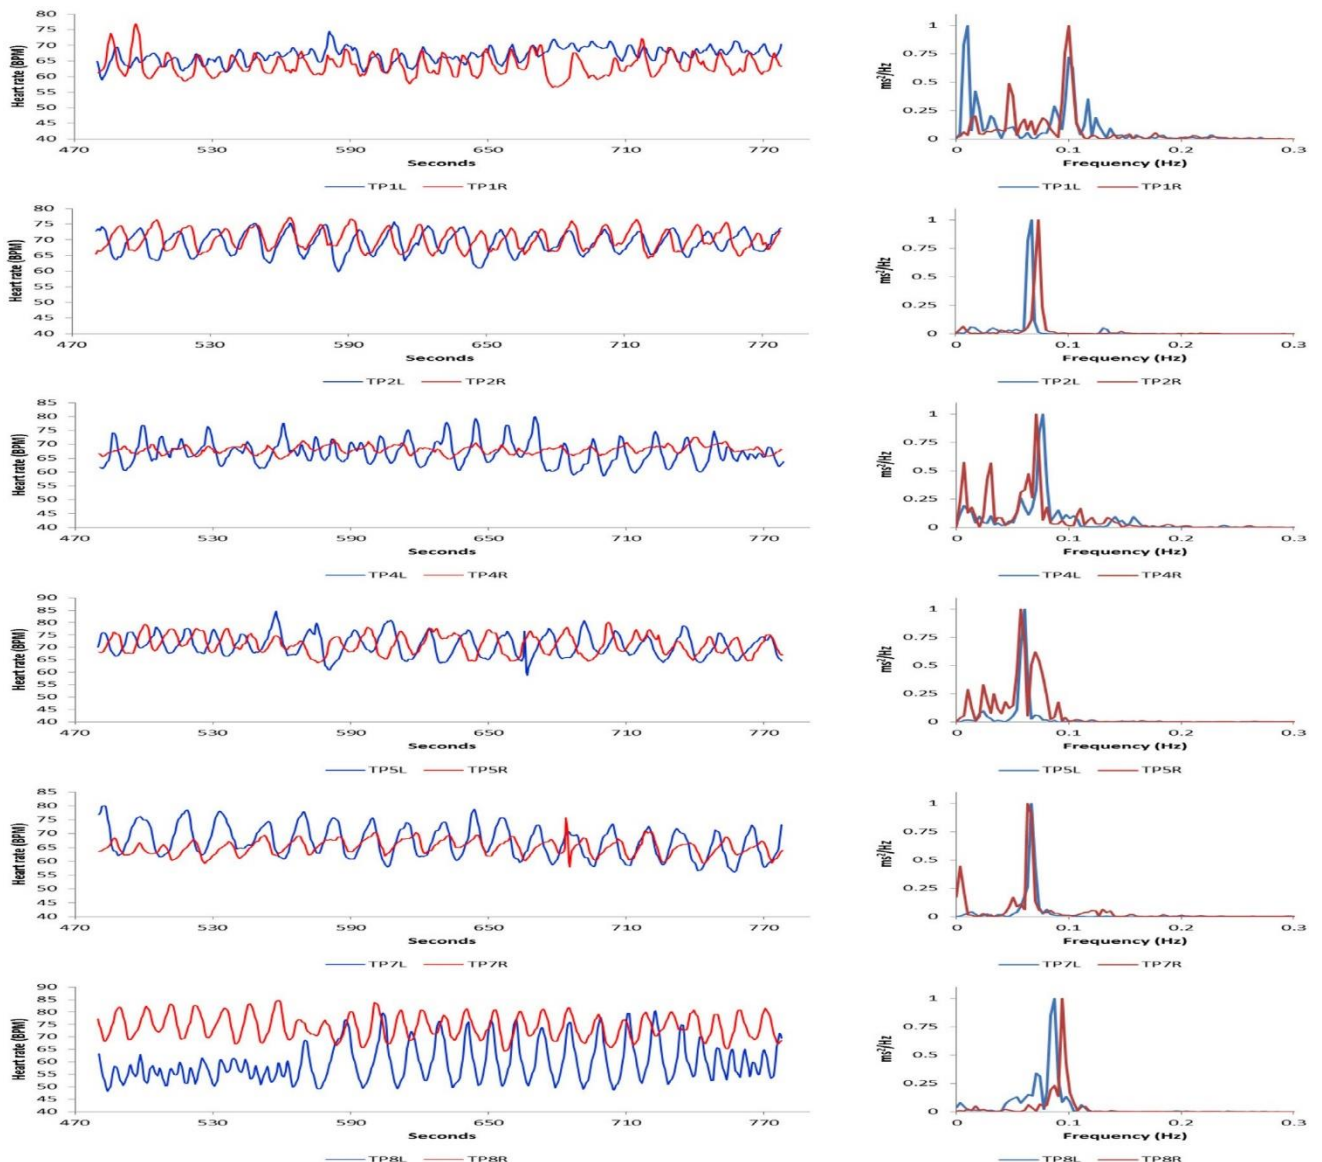 Heart rate (BPM)
80
75
70
65
60
55
50
45
40
470 530 590 650 710 770
Seconds
TP1L TP1R
ms²/Hz
1
0.75
0.5
0.25
0
0 0.1 0.2 0.3
Frequency (Hz)
TP1L TP1R
Heart rate (BPM)
80
75
70
65
60
55
50
45
40
470 530 590 650 710 770
Seconds
TP2L TP2R
ms²/Hz
1
0.75
0.5
0.25
0
0 0.1 0.2 0.3
Frequency (Hz)
TP2L TP2R
Heart rate (BPM)
85
80
75
70
65
60
55
50
45
40
470 530 590 650 710 770
Seconds
TP4L TP4R
ms²/Hz
1
0.75
0.5
0.25
0
0 0.1 0.2 0.3
Frequency (Hz)
TP4L TP4R
Heart rate (BPM)
90
85
80
75
70
65
60
55
50
45
40
470 530 590 650 710 770
Seconds
TP5L TP5R
ms²/Hz
1
0.75
0.5
0.25
0
0 0.1 0.2 0.3
Frequency (Hz)
TP5L TP5R
Heart rate (BPM)
85
80
75
70
65
60
55
50
45
40
470 530 590 650 710 770
Seconds
TP7L TP7R
ms²/Hz
1
0.75
0.5
0.25
0
0 0.1 0.2 0.3
Frequency (Hz)
TP7L TP7R
Heart rate (BPM)
90
85
80
75
70
65
60
55
50
45
40
470 530 590 650 710 770
Seconds
TP8L TP8R
ms²/Hz
1
0.75
0.5
0.25
0
0 0.1 0.2 0.3
Frequency (Hz)
TP8L TP8R